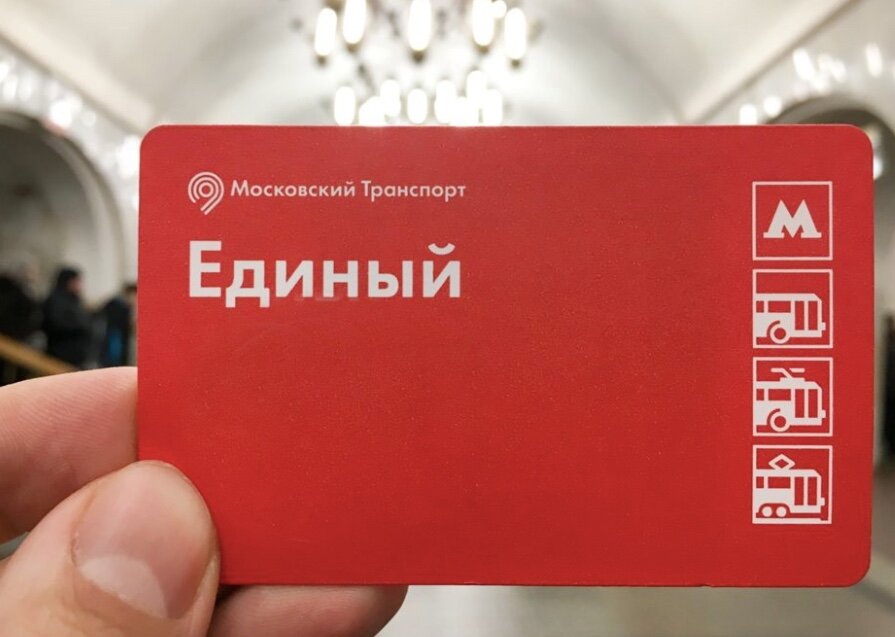 Московский Транспорт
Единый
М